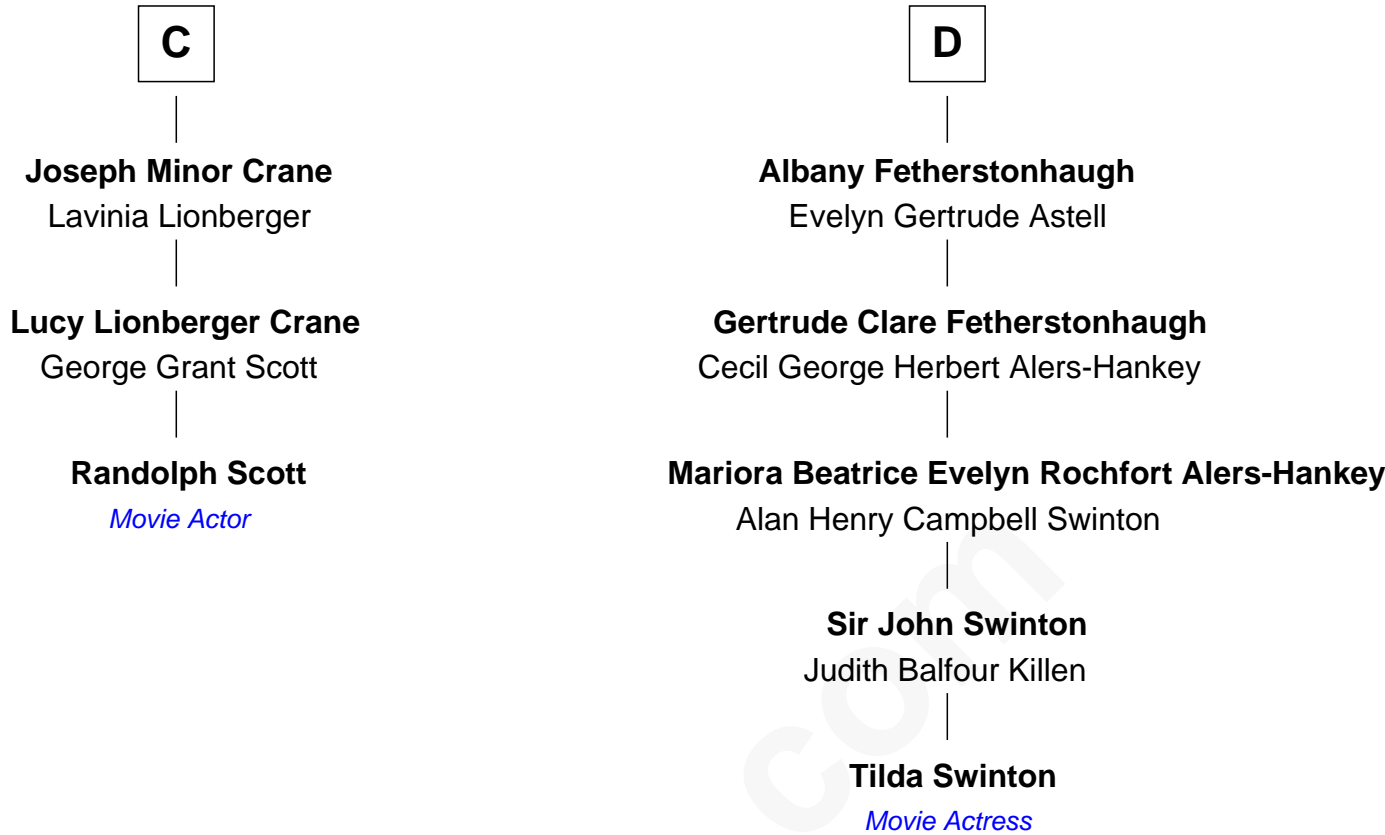 C
Joseph Minor Crane
Lavinia Lionberger
Lucy Lionberger Crane
George Grant Scott
Randolph Scott
Movie Actor
D
Albany Fetherstonhaugh
Evelyn Gertrude Astell
Gertrude Clare Fetherstonhaugh
Cecil George Herbert Alers-Hankey
Mariora Beatrice Evelyn Rochfort Alers-Hankey
Alan Henry Campbell Swinton
Sir John Swinton
Judith Balfour Killen
Tilda Swinton
Movie Actress
com